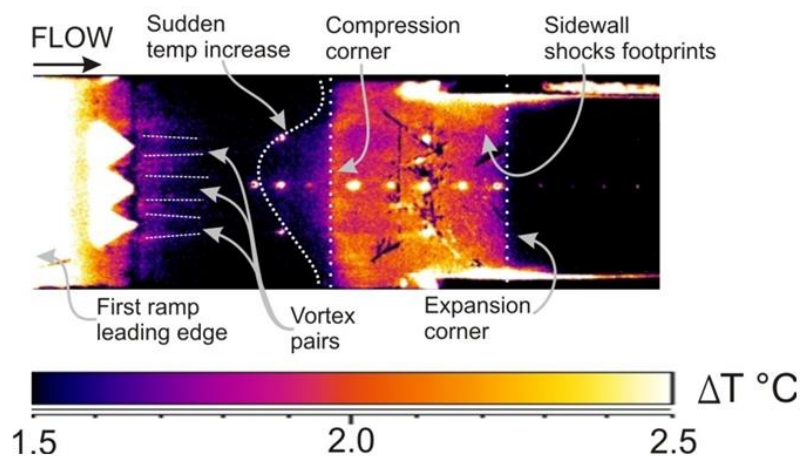 FLOW
Sudden
temp increase
Compression
corner
Sidewall
shocks footprints
First ramp
leading edge
Vortex
pairs
Expansion
corner
ΔT °C
1.5
2.0
2.5